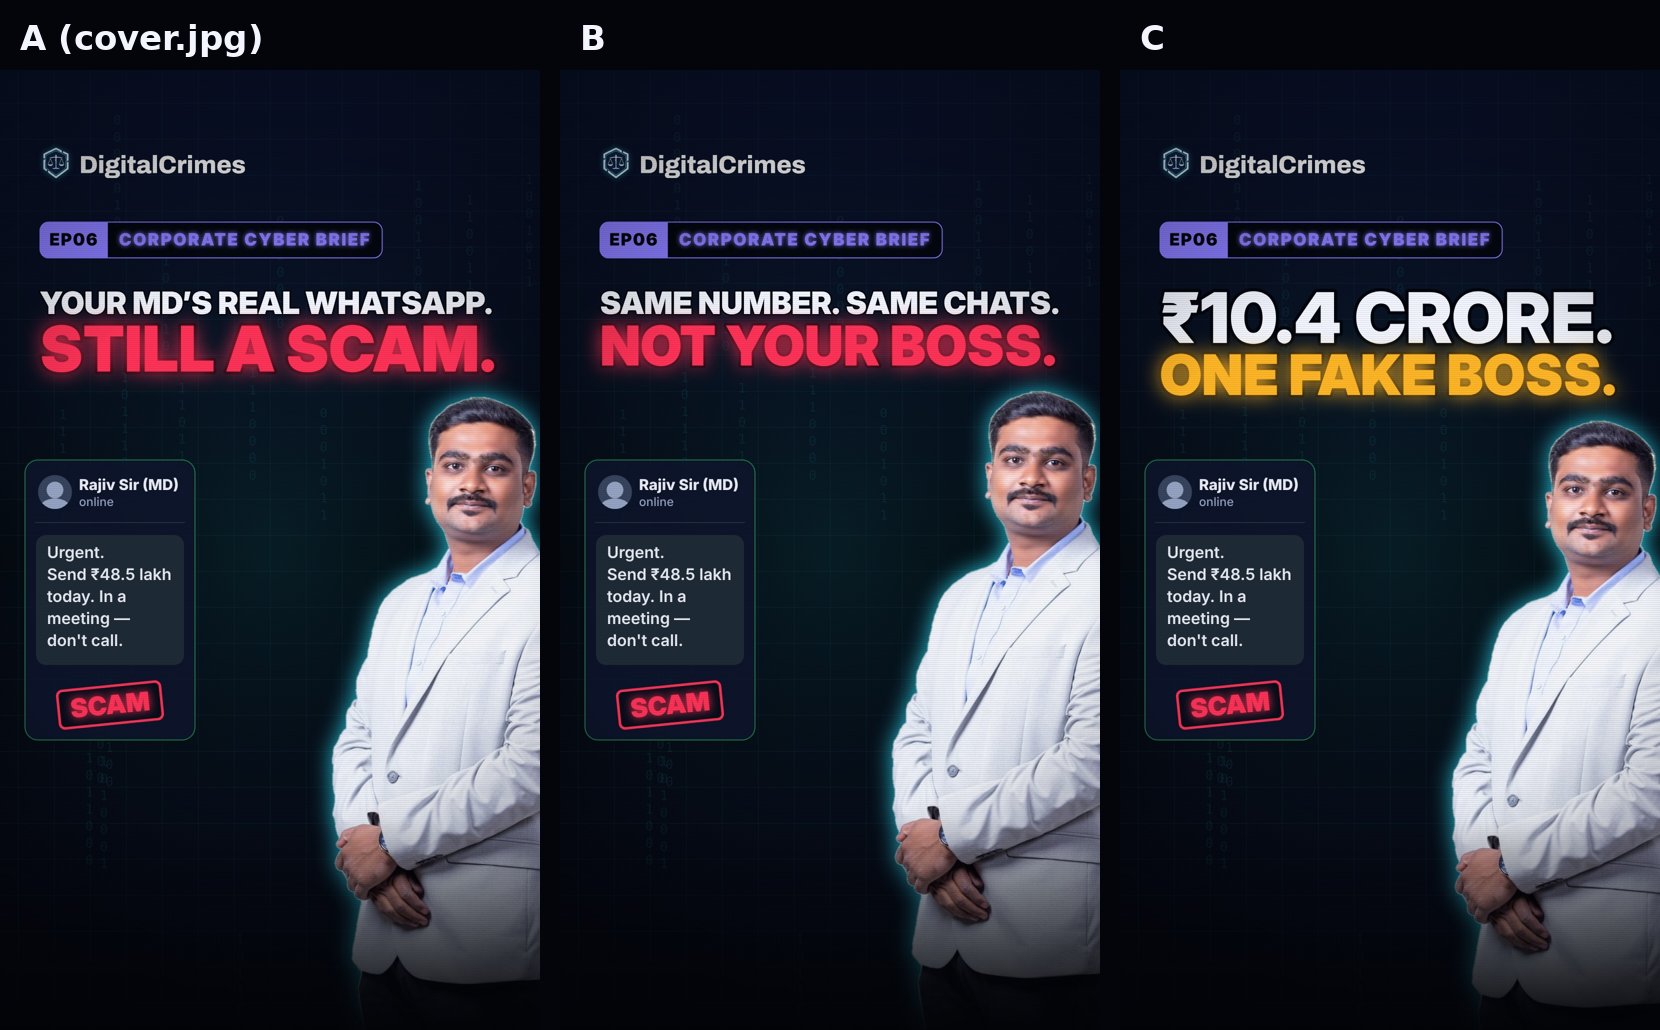 A (cover.jpg)
DigitalCrimes
EP06 CORPORATE CYBER BRIEF
YOUR MD’S REAL WHATSAPP.
STILL A SCAM.
Rajiv Sir (MD)
online
Urgent.
Send ₹48.5 lakh
today. In a
meeting —
don't call.
SCAM
B
DigitalCrimes
EP06 CORPORATE CYBER BRIEF
SAME NUMBER. SAME CHATS.
NOT YOUR BOSS.
Rajiv Sir (MD)
online
Urgent.
Send ₹48.5 lakh
today. In a
meeting —
don't call.
SCAM
C
DigitalCrimes
EP06 CORPORATE CYBER BRIEF
₹10.4 CRORE.
ONE FAKE BOSS.
Rajiv Sir (MD)
online
Urgent.
Send ₹48.5 lakh
today. In a
meeting —
don't call.
SCAM